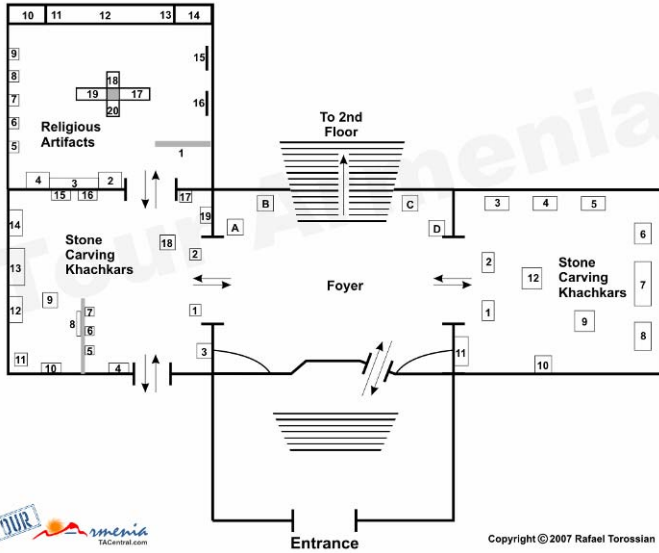 10 11 12 13 14
9
15
8
18
19 17
7
16
20
6
Religious
Artifacts
5
1
4 3 2
15 16
17
To 2nd
Floor
B
C
3 4 5
14
19
A
D
6
Stone
Carving
Khachkars
18
2
2
Stone
Carving
Khachkars
13
Foyer
12
7
9
12
1
1
9
7
8
6
8
5
3
11
11
10
4
10
Entrance
OUR
Armenia
TACentral.com
Copyright © 2007 Rafael Torossian
Tour Armenia